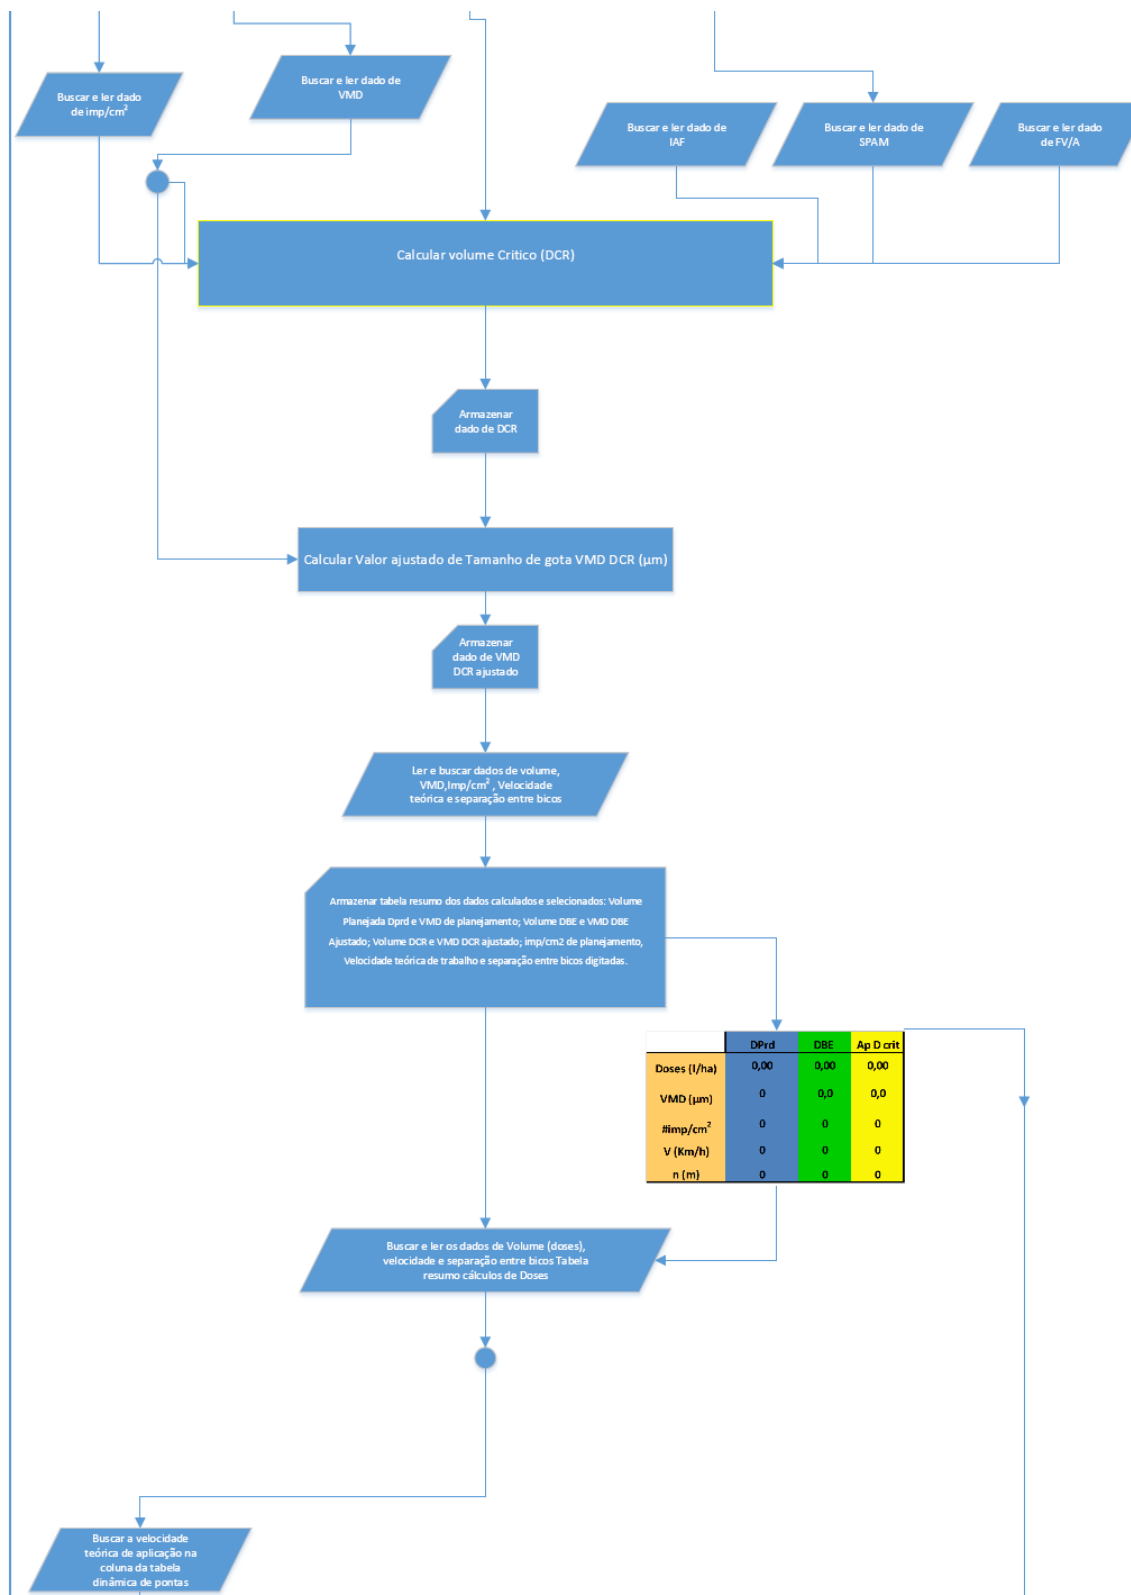 Buscar e ler dado
de imp/cm²
Buscar e ler dado de
VMD
Buscar e ler dado de
IAF
Buscar e ler dado de
SPAM
Buscar e ler dado
de FV/A
Calcular volume Critico (DCR)
Armazenar
dado de DCR
Calcular Valor ajustado de Tamanho de gota VMD DCR (µm)
Armazenar
dado de VMD
DCR ajustado
Ler e buscar dados de volume,
VMD,Imp/cm² , Velocidade
teórica e separação entre bicos
Armazenar tabela resumo dos dados calculados e selecionados: Volume
Planejada Dprd e VMD de planejamento; Volume DBE e VMD DBE
Ajustado; Volume DCR e VMD DCR ajustado; imp/cm2 de planejamento,
Velocidade teórica de trabalho e separação entre bicos digitadas.
DPrd DBE Ap D crit
Doses (l/ha) 0,00 0,00 0,00
VMD (µm) 0 0,0 0,0
#imp/cm² 0 0 0
V (Km/h) 0 0 0
n (m) 0 0 0
Buscar e ler os dados de Volume (doses),
velocidade e separação entre bicos Tabela
resumo cálculos de Doses
Buscar a velocidade
teórica de aplicação na
coluna da tabela
dinâmica de pontas